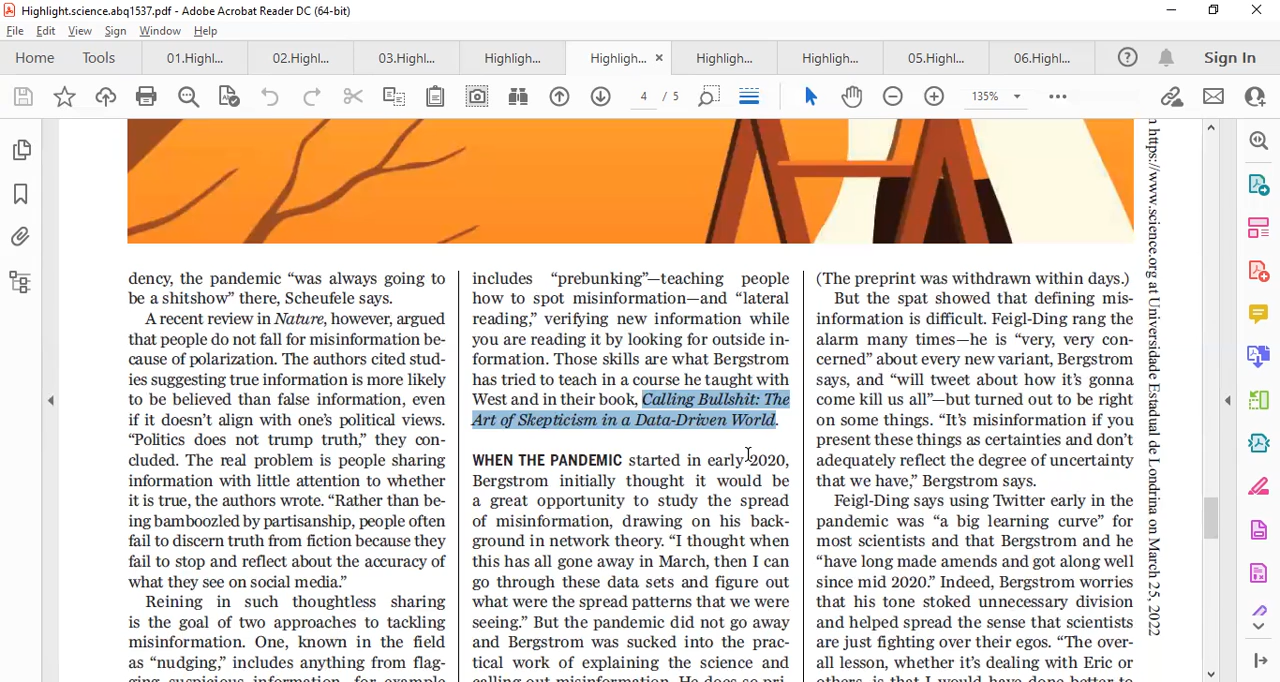 Highlight.science.abq1537.pdf - Adobe Acrobat Reader DC (64-bit)
File Edit View Sign Window Help
Home Tools 01.Highl... 02.Highl... 03.Highl... Highligh... Highligh... × Highligh... Highligh... 05.Highl... 06.Highl... Sign In
4 / 5 135%
dency, the pandemic “was always going to
be a shitshow” there, Scheufele says.
A recent review in Nature, however, argued
that people do not fall for misinformation be-
cause of polarization. The authors cited stud-
ies suggesting true information is more likely
to be believed than false information, even
if it doesn’t align with one’s political views.
“Politics does not trump truth,” they con-
cluded. The real problem is people sharing
information with little attention to whether
it is true, the authors wrote. “Rather than be-
ing bamboozled by partisanship, people often
fail to discern truth from fiction because they
fail to stop and reflect about the accuracy of
what they see on social media.”
Reining in such thoughtless sharing
is the goal of two approaches to tackling
misinformation. One, known in the field
as “nudging,” includes anything from flag-
ging suspicious information, for example
includes “prebunking”—teaching people
how to spot misinformation—and “lateral
reading,” verifying new information while
you are reading it by looking for outside in-
formation. Those skills are what Bergstrom
has tried to teach in a course he taught with
West and in their book, Calling Bullshit: The
Art of Skepticism in a Data-Driven World.
WHEN THE PANDEMIC started in early 2020,
Bergstrom initially thought it would be
a great opportunity to study the spread
of misinformation, drawing on his back-
ground in network theory. “I thought when
this has all gone away in March, then I can
go through these data sets and figure out
what were the spread patterns that we were
seeing.” But the pandemic did not go away
and Bergstrom was sucked into the prac-
tical work of explaining the science and
calling out misinformation. He does so pri-
(The preprint was withdrawn within days.)
But the spat showed that defining mis-
information is difficult. Feigl-Ding rang the
alarm many times—he is “very, very con-
cerned” about every new variant, Bergstrom
says, and “will tweet about how it’s gonna
come kill us all”—but turned out to be right
on some things. “It’s misinformation if you
present these things as certainties and don’t
adequately reflect the degree of uncertainty
that we have,” Bergstrom says.
Feigl-Ding says using Twitter early in the
pandemic was “a big learning curve” for
most scientists and that Bergstrom and he
“have long made amends and got along well
since mid 2020.” Indeed, Bergstrom worries
that his tone stoked unnecessary division
and helped spread the sense that scientists
are just fighting over their egos. “The over-
all lesson, whether it’s dealing with Eric or
others, is that I would have done better to
https://www.science.org at Universidade Estadual de Londrina on March 25, 2022